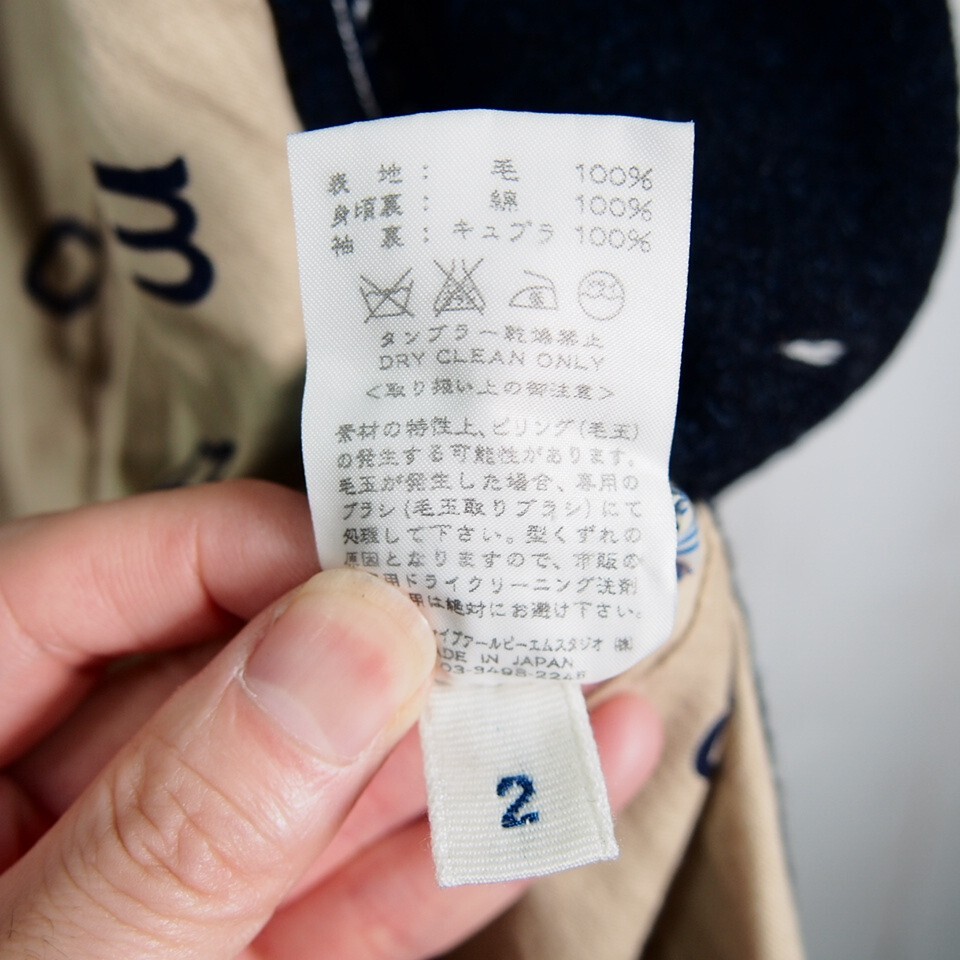 表 地 : 毛 100%
身頃裏 : 綿 100%
袖 裏 : キュプラ 100%
タンブラー乾燥禁止
DRY CLEAN ONLY
<取り扱い上の御注意>
素材の特性上、ピリング(毛玉)
の発生する可能性があります。
毛玉が発生した場合、専用の
ブラシ(毛玉取りブラシ)にて
処理して下さい。型くずれの
原因となりますので、市販の
用ドライクリーニング洗剤
用は絶対にお避け下さい。
アールピーエムスタジオ ㈱
ADE IN JAPAN
03-3498-224
2
m
o